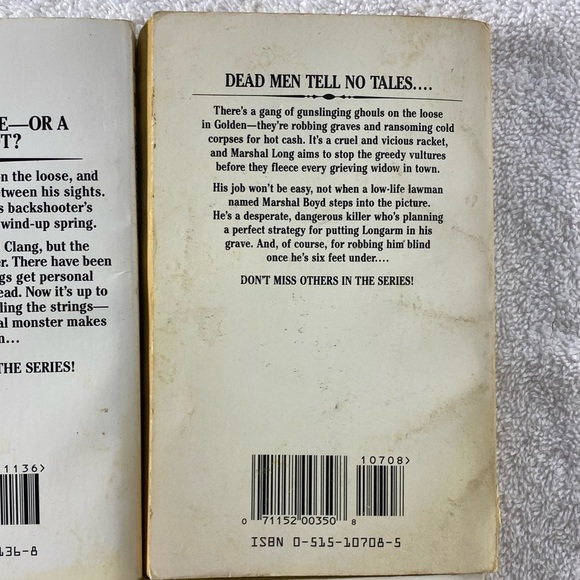 E—OR A
T?
on the loose, and
etween his sights.
s backshooter's
wind-up spring.
Clang, but the
er. There have been
gs get personal
ead. Now it's up to
ling the strings—
al monster makes
n...
THE SERIES!
1136>
136-8
DEAD MEN TELL NO TALES....
There's a gang of gunslinging ghouls on the loose
in Golden—they're robbing graves and ransoming cold
corpses for hot cash. It's a cruel and vicious racket,
and Marshal Long aims to stop the greedy vultures
before they fleece every grieving widow in town.
His job won't be easy, not when a low-life lawman
named Marshal Boyd steps into the picture.
He's a desperate, dangerous killer who's planning
a perfect strategy for putting Longarm in his
grave. And, of course, for robbing him blind
once he's six feet under....
DON'T MISS OTHERS IN THE SERIES!
10708>
0 71152 00350 8
ISBN 0-515-10708-5